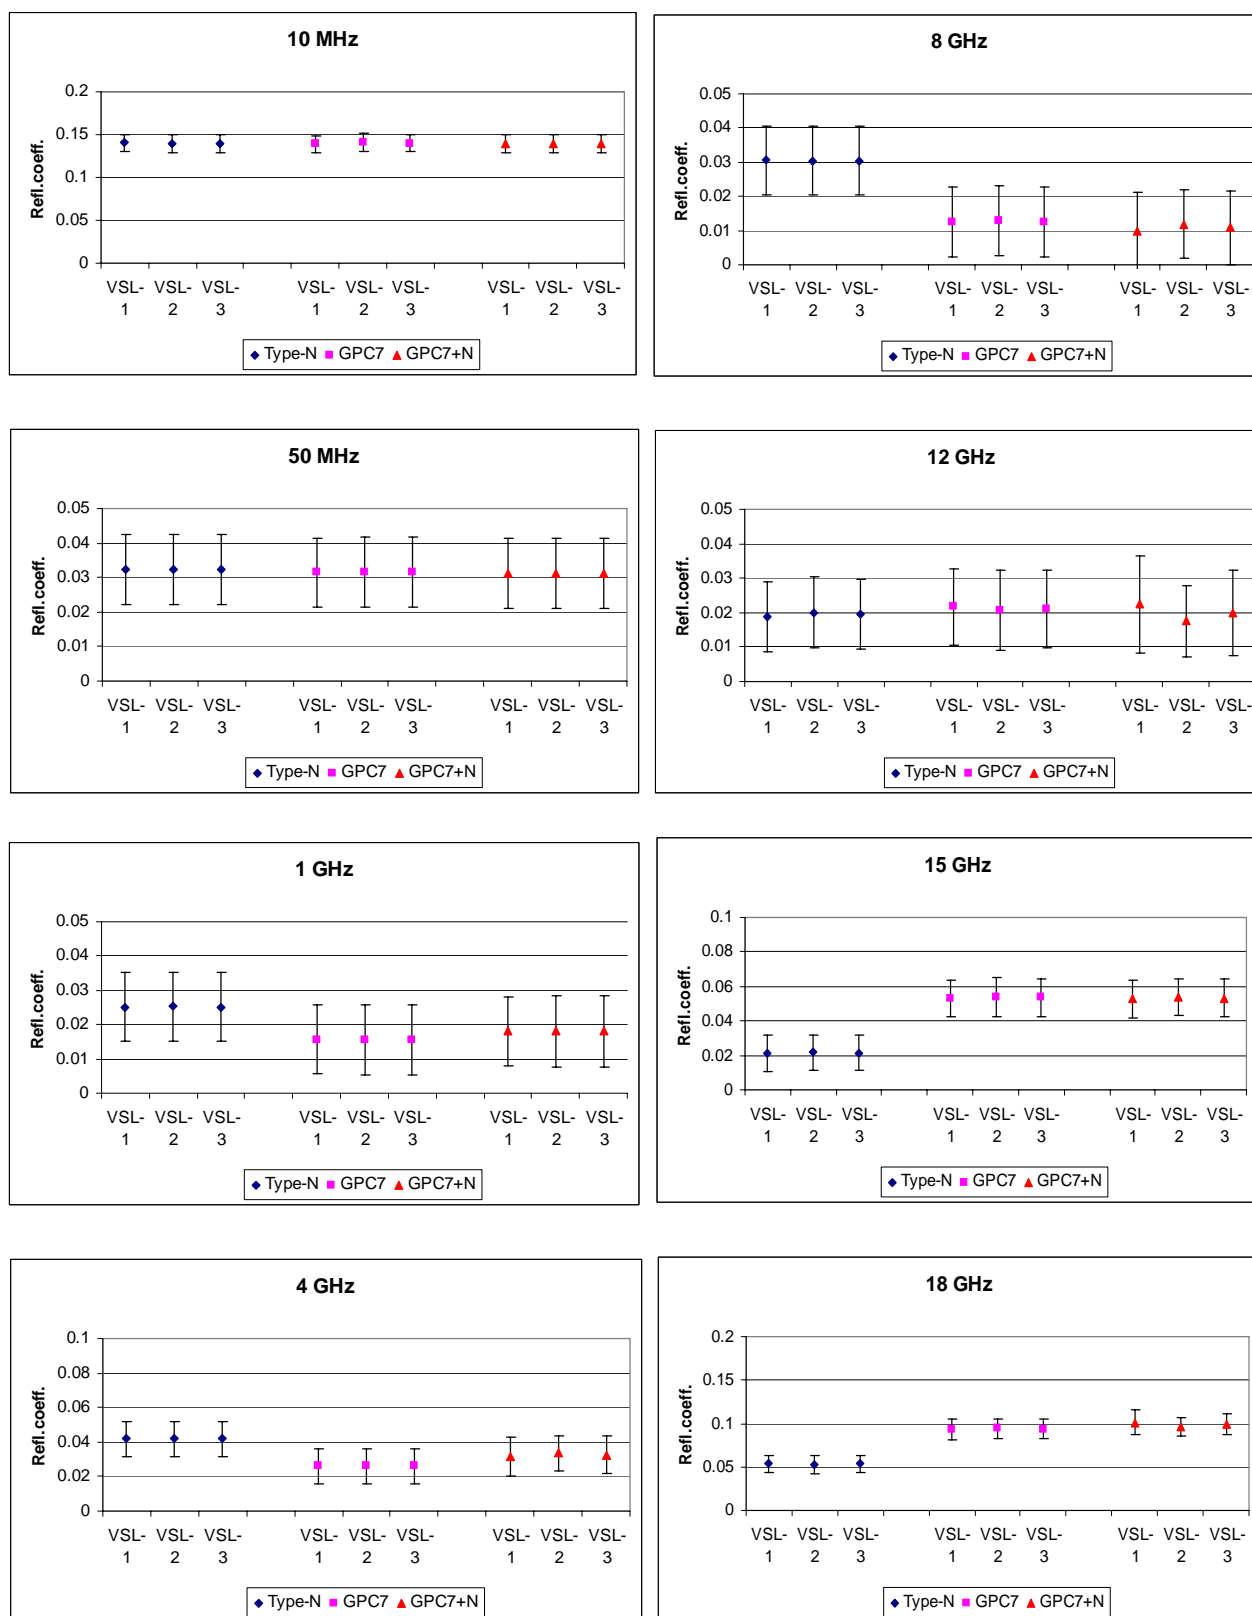 10 MHz
Refl.coeff.
0.2
0.15
0.1
0.05
0
VSL- VSL- VSL- VSL- VSL- VSL- VSL- VSL- VSL-
1 2 3 1 2 3 1 2 3
Type-N GPC7 GPC7+N
8 GHz
Refl.coeff.
0.05
0.04
0.03
0.02
0.01
0
VSL- VSL- VSL- VSL- VSL- VSL- VSL- VSL- VSL-
1 2 3 1 2 3 1 2 3
Type-N GPC7 GPC7+N
50 MHz
Refl.coeff.
0.05
0.04
0.03
0.02
0.01
0
VSL- VSL- VSL- VSL- VSL- VSL- VSL- VSL- VSL-
1 2 3 1 2 3 1 2 3
Type-N GPC7 GPC7+N
12 GHz
Refl.coeff.
0.05
0.04
0.03
0.02
0.01
0
VSL- VSL- VSL- VSL- VSL- VSL- VSL- VSL- VSL-
1 2 3 1 2 3 1 2 3
Type-N GPC7 GPC7+N
1 GHz
Refl.coeff.
0.05
0.04
0.03
0.02
0.01
0
VSL- VSL- VSL- VSL- VSL- VSL- VSL- VSL- VSL-
1 2 3 1 2 3 1 2 3
Type-N GPC7 GPC7+N
15 GHz
Refl.coeff.
0.1
0.08
0.06
0.04
0.02
0
VSL- VSL- VSL- VSL- VSL- VSL- VSL- VSL- VSL-
1 2 3 1 2 3 1 2 3
Type-N GPC7 GPC7+N
4 GHz
Refl.coeff.
0.1
0.08
0.06
0.04
0.02
0
VSL- VSL- VSL- VSL- VSL- VSL- VSL- VSL- VSL-
1 2 3 1 2 3 1 2 3
Type-N GPC7 GPC7+N
18 GHz
Refl.coeff.
0.2
0.15
0.1
0.05
0
VSL- VSL- VSL- VSL- VSL- VSL- VSL- VSL- VSL-
1 2 3 1 2 3 1 2 3
Type-N GPC7 GPC7+N